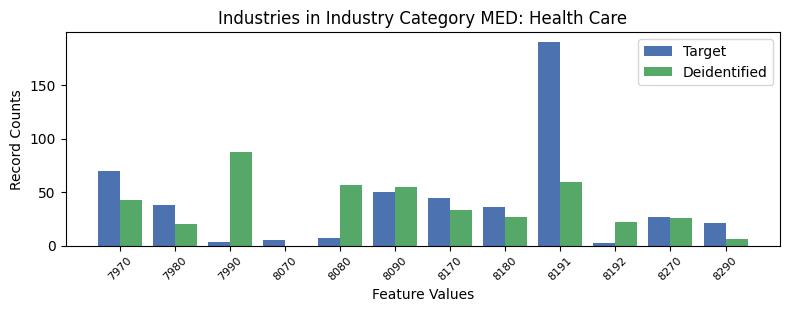 Industries in Industry Category MED: Health Care
Target
Deidentified
Record Counts
150
100
50
0
7970 7980 7990 8070 8080 8090 8170 8180 8191 8192 8270 8290
Feature Values